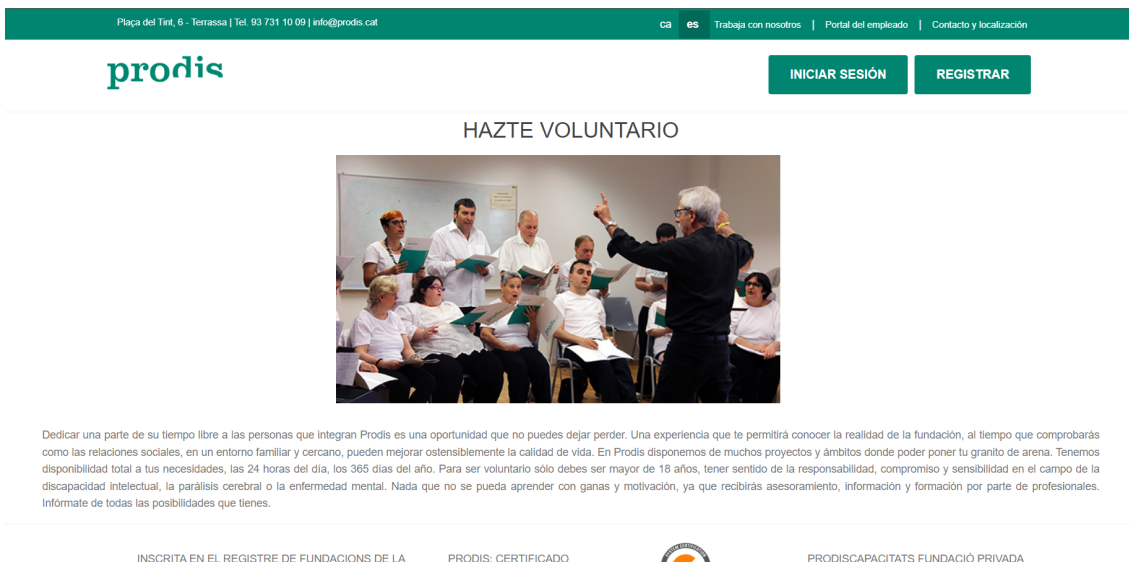 Plaça del Tint, 6 - Terrassa | Tel. 93 731 10 09 | info@prodis.cat
ca es Trabaja con nosotros | Portal del empleado | Contacto y localización
prodis
INICIAR SESIÓN REGISTRAR
HAZTE VOLUNTARIO
Dedicar una parte de su tiempo libre a las personas que integran Prodis es una oportunidad que no puedes dejar perder. Una experiencia que te permitirá conocer la realidad de la fundación, al tiempo que comprobarás
como las relaciones sociales, en un entorno familiar y cercano, pueden mejorar ostensiblemente la calidad de vida. En Prodis disponemos de muchos proyectos y ámbitos donde poder poner tu granito de arena. Tenemos
disponibilidad total a tus necesidades, las 24 horas del día, los 365 días del año. Para ser voluntario sólo debes ser mayor de 18 años, tener sentido de la responsabilidad, compromiso y sensibilidad en el campo de la
discapacidad intelectual, la parálisis cerebral o la enfermedad mental. Nada que no se pueda aprender con ganas y motivación, ya que recibirás asesoramiento, información y formación por parte de profesionales.
Infórmate de todas las posibilidades que tienes.
INSCRITA EN EL REGISTRE DE FUNDACIONS DE LA
PRODIS: CERTIFICADO
PRODISCAPACITATS FUNDACIÓ PRIVADA